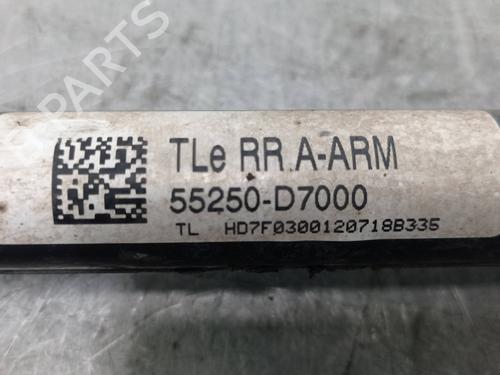 B PARTS
TLe RR A-ARM
55250-D7000
TL HD7F0300120718B335